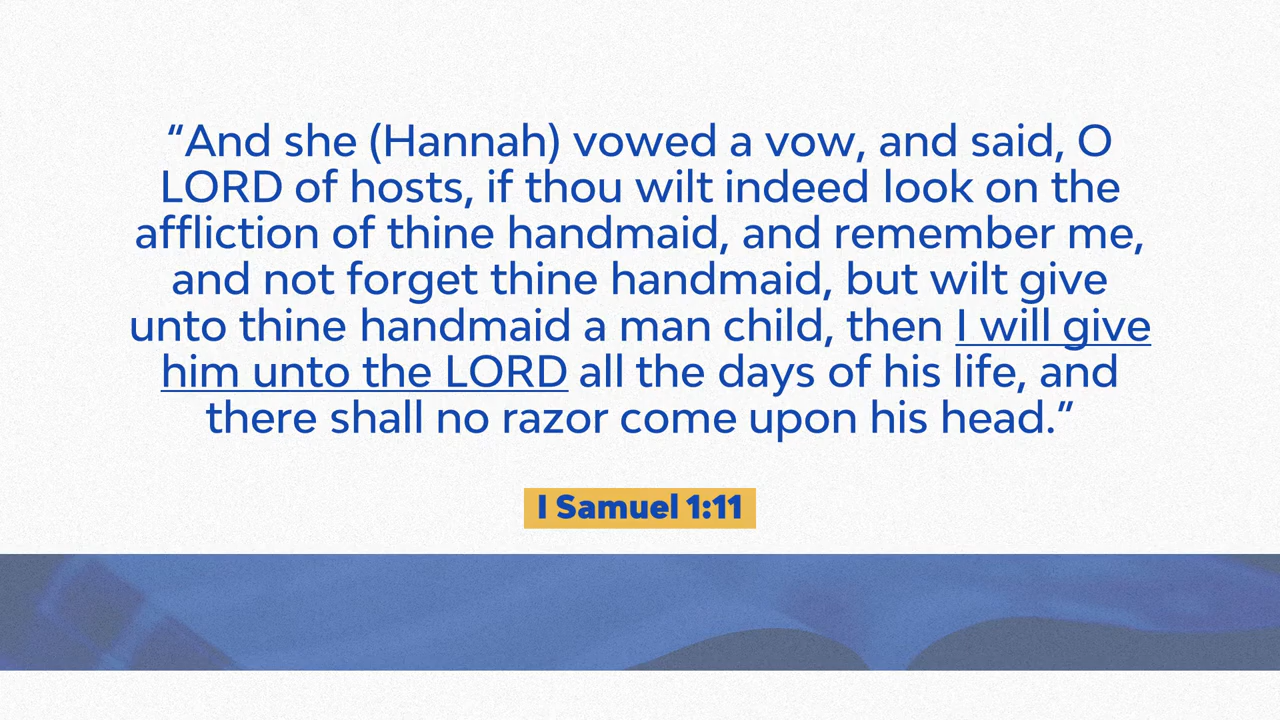 “And she (Hannah) vowed a vow, and said, O
LORD of hosts, if thou wilt indeed look on the
affliction of thine handmaid, and remember me,
and not forget thine handmaid, but wilt give
unto thine handmaid a man child, then I will give
him unto the LORD all the days of his life, and
there shall no razor come upon his head.”
I Samuel 1:11